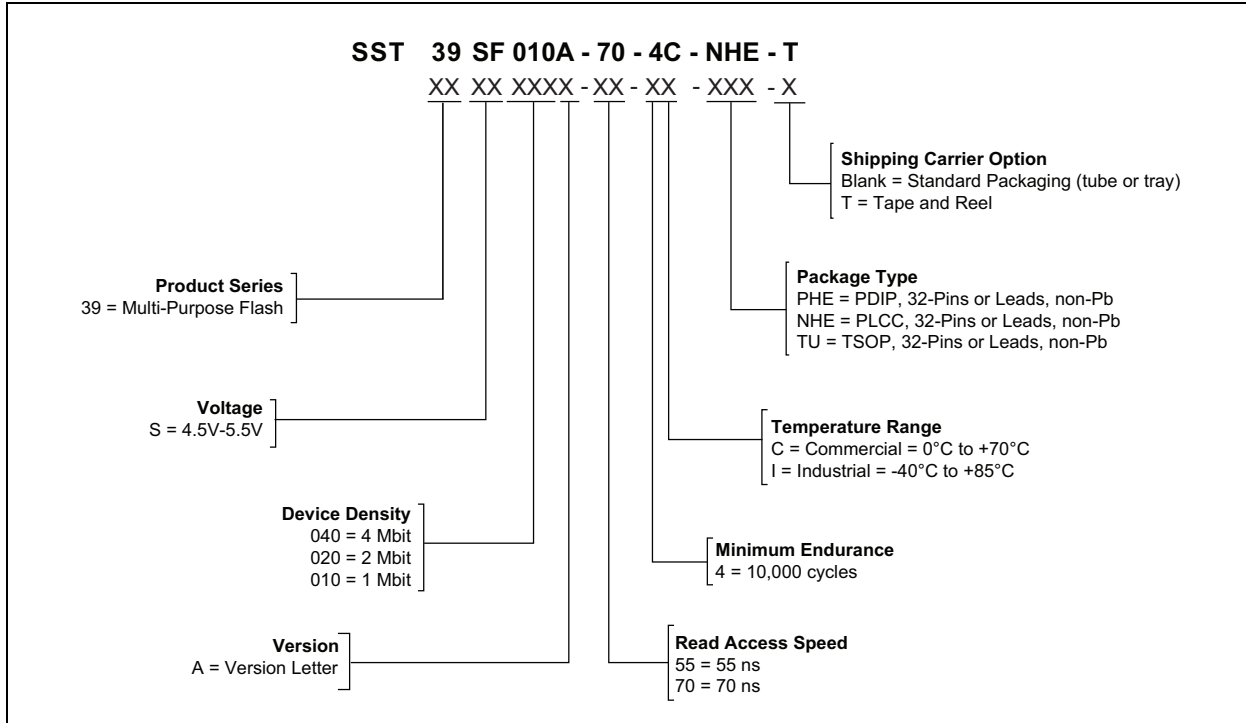 SST 39 SF 010A - 70 - 4C - NHE - T
XX XX XXXX - XX - XX - XXX - X
Shipping Carrier Option
Blank = Standard Packaging (tube or tray)
T = Tape and Reel
Package Type
PHE = PDIP, 32-Pins or Leads, non-Pb
NHE = PLCC, 32-Pins or Leads, non-Pb
TU = TSOP, 32-Pins or Leads, non-Pb
Product Series
39 = Multi-Purpose Flash
Voltage
S = 4.5V-5.5V
Temperature Range
C = Commercial = 0°C to +70°C
I = Industrial = -40°C to +85°C
Device Density
040 = 4 Mbit
020 = 2 Mbit
010 = 1 Mbit
Minimum Endurance
4 = 10,000 cycles
Version
A = Version Letter
Read Access Speed
55 = 55 ns
70 = 70 ns